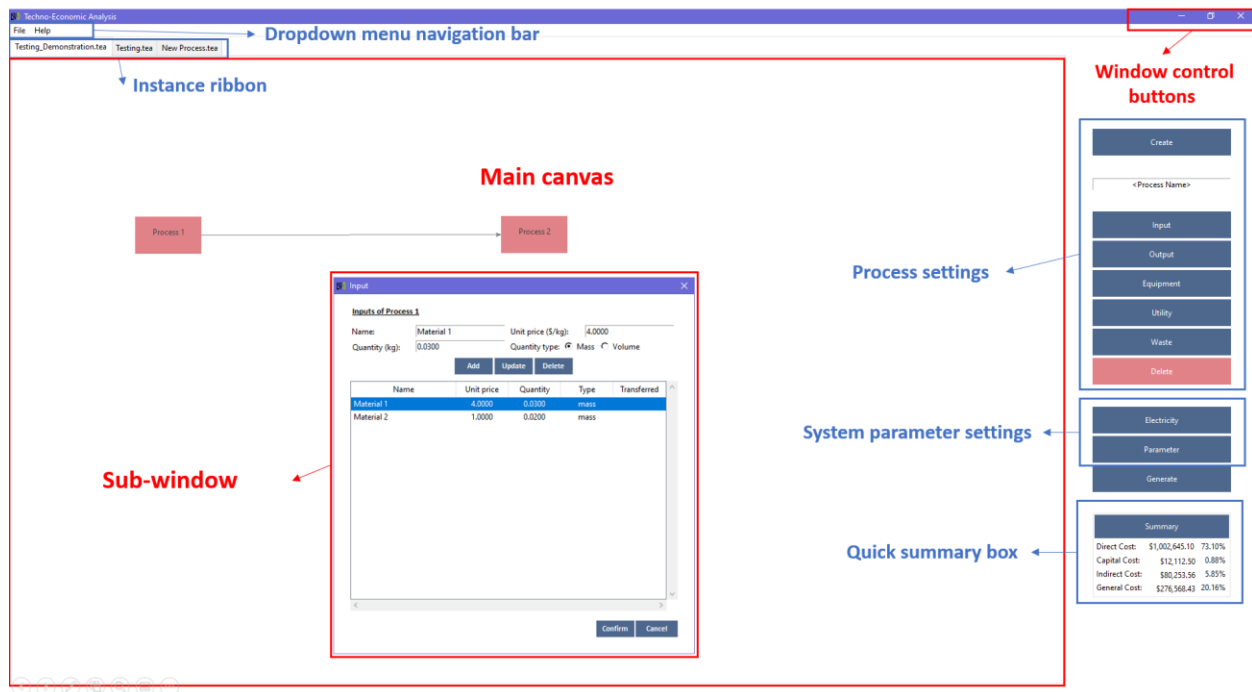 Techno-Economic Analysis
File Help
Dropdown menu navigation bar
Testing_Demonstration.tea Testing.tea New Process.tea
Instance ribbon
Window control
buttons
Create
<Process Name>
Main canvas
Process 1
Process 2
Input
Output
Equipment
Utility
Waste
Delete
Process settings
Input
Inputs of Process 1
Name: Material 1 Unit price ($/kg): 4.0000
Quantity (kg): 0.0300 Quantity type: Mass Volume
Add Update Delete
Name Unit price Quantity Type Transferred
Material 1 4.0000 0.0300 mass
Material 2 1.0000 0.0200 mass
Confirm Cancel
Sub-window
System parameter settings
Electricity
Parameter
Generate
Quick summary box
Summary
Direct Cost: $1,002,645.10 73.10%
Capital Cost: $12,112.50 0.88%
Indirect Cost: $80,253.56 5.85%
General Cost: $276,568.43 20.16%